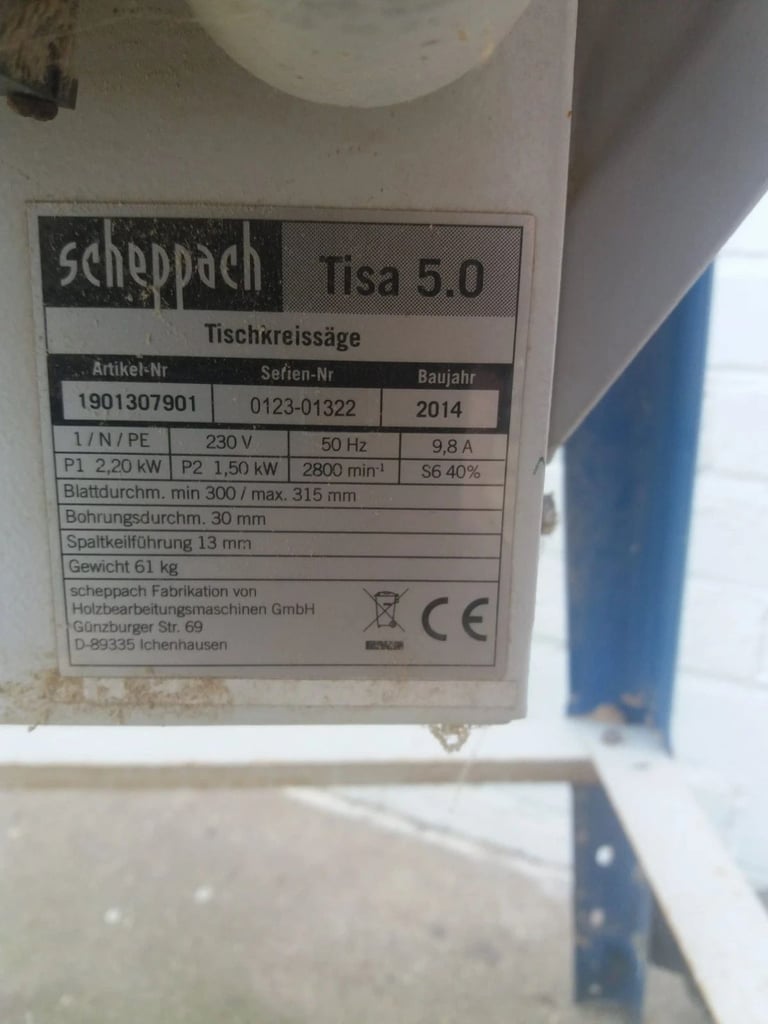 scheppach Tisa 5.0
Tischkreissäge
Artikel-Nr Serien-Nr Baujahr
1901307901 0123-01322 2014
1 / N / PE 230 V 50 Hz 9,8 A
P1 2,20 kW P2 1,50 kW 2800 min⁻¹ S6 40%
Blattdurchm. min 300 / max. 315 mm
Bohrungsdurchm. 30 mm
Spaltkeilführung 13 mm
Gewicht 61 kg
scheppach Fabrikation von
Holzbearbeitungsmaschinen GmbH
Günzburger Str. 69
D-89335 Ichenhausen
CE